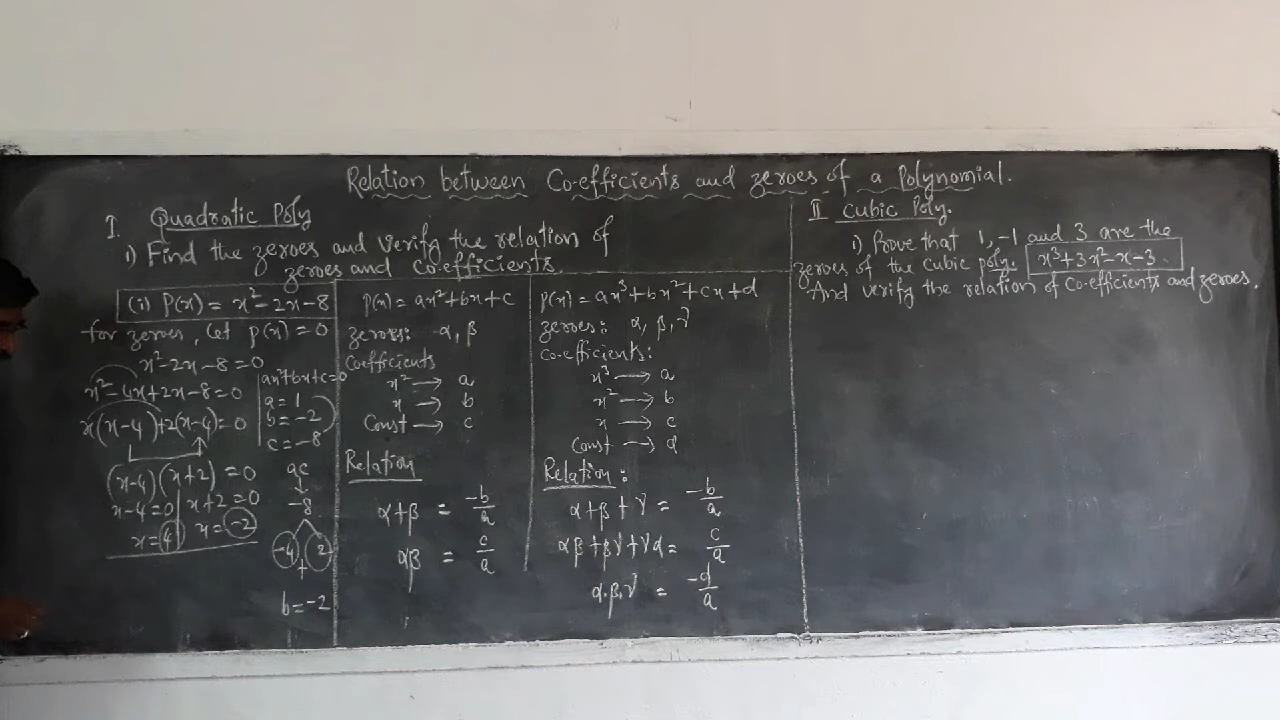 Relation between Co-efficients and zeroes of a Polynomial.
I. Quadratic Poly
1) Find the zeroes and verify the relation of
zeroes and Co-efficients.
(i) P(x) = x²-2x-8
for zeroes, let p(x) = 0
x²-2x-8=0
x²-4x+2x-8=0
x(x-4)+2(x-4)=0
(x-4)(x+2)=0
x-4=0 x+2=0
x=4 x=-2
ax²+bx+c=0
a=1
b=-2
c=-8
ac
-8
-4 2
+
b=-2
p(x) = ax²+bx+c
zeroes: α, β
Coefficients
x² → a
x → b
Const → c
Relation
α+β = -b/a
αβ = c/a
p(x) = ax³+bx²+cx+d
zeroes: α, β, γ
Co-efficients:
x³ → a
x² → b
x → c
Const → d
Relation:
α+β+γ = -b/a
αβ+βγ+γα = c/a
α.β.γ = -d/a
II Cubic Poly.
1) Prove that 1, -1 and 3 are the
zeroes of the cubic poly. x³+3x²-x-3.
And verify the relation of Co-efficients and zeroes.